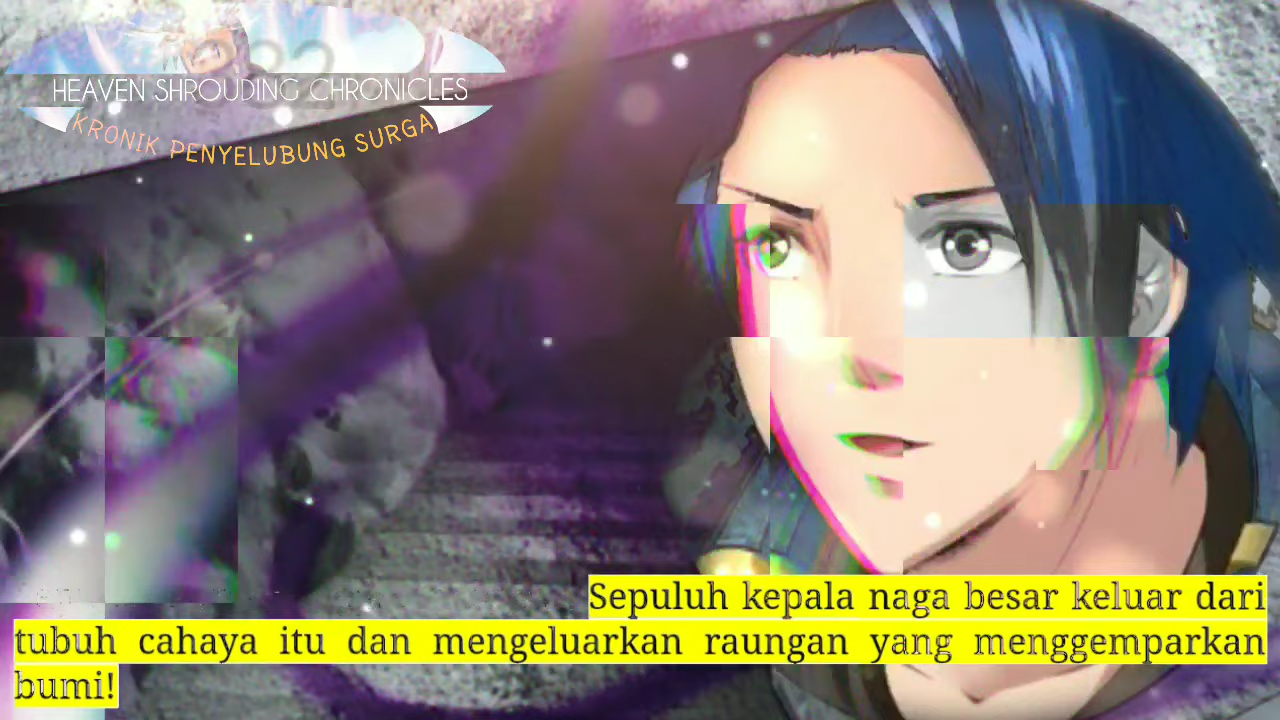 HEAVEN SHROUDING CHRONICLES
KRONIK PENYELUBUNG SURGA
Sepuluh kepala naga besar keluar dari
tubuh cahaya itu dan mengeluarkan raungan yang menggemparkan
bumi!